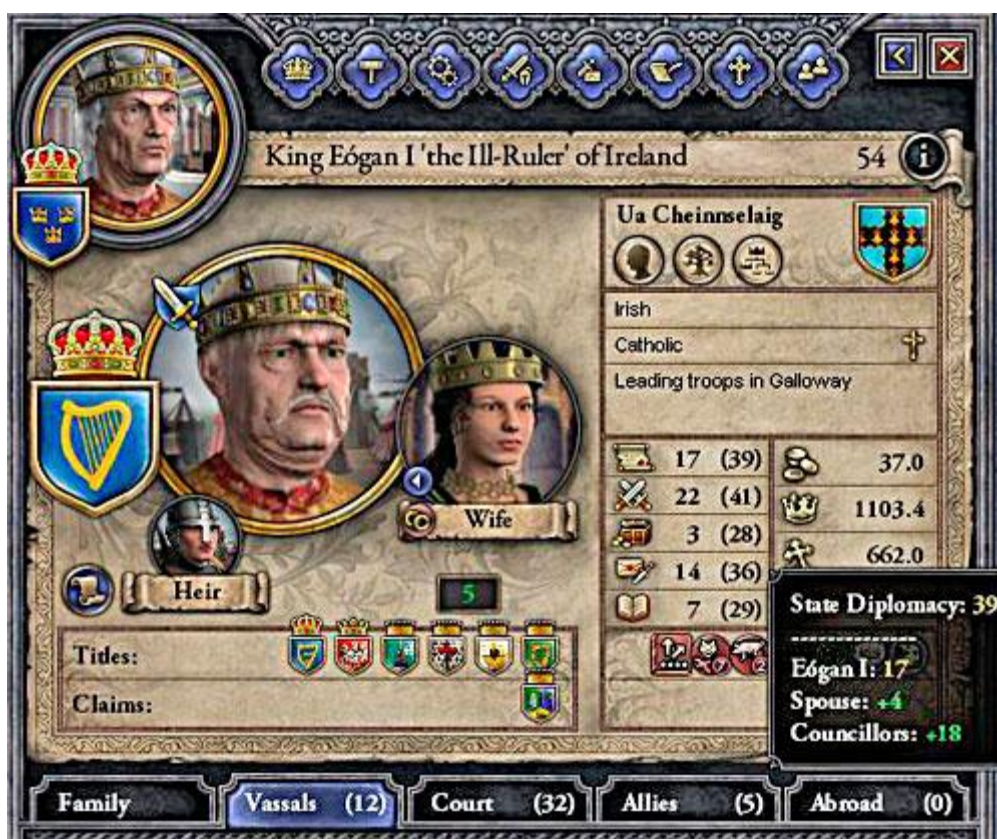 King Eógan I 'the Ill-Ruler' of Ireland 54
Ua Cheinnselaig
Irish
Catholic
Leading troops in Galloway
17 (39)
22 (41)
3 (28)
14 (36)
7 (29)
37.0
1103.4
662.0
Wife
Heir
5
Tides:
Claims:
State Diplomacy: 39
--------------
Eógan I: 17
Spouse: +4
Councillors: +18
Family
Vassals (12)
Court (32)
Allies (5)
Abroad (0)